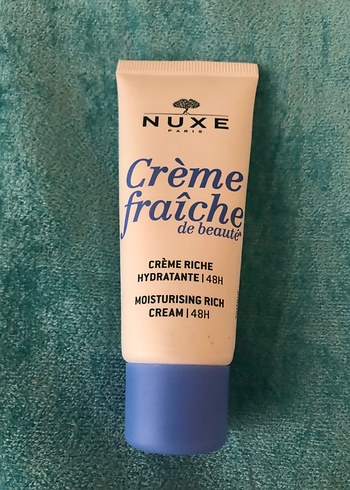 NUXE
PARIS
Crème
fraîche
de beauté®
CRÈME RICHE
HYDRATANTE | 48H
MOISTURISING RICH
CREAM | 48H